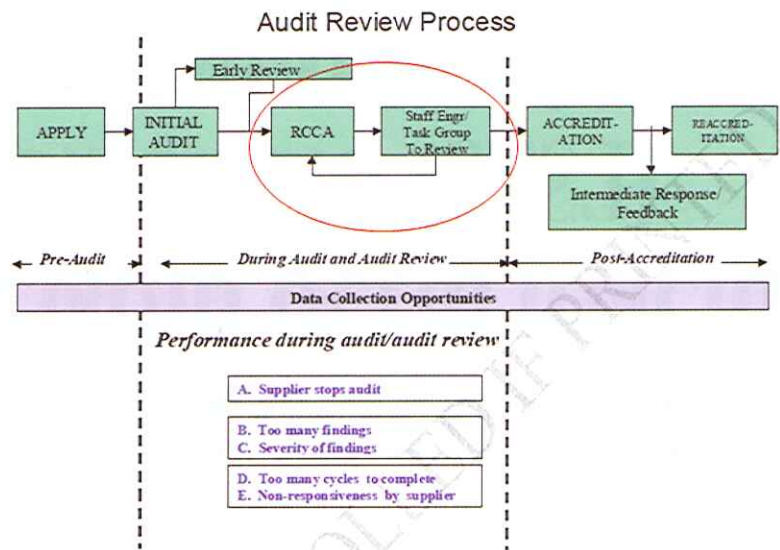 Audit Review Process
Early Review
APPLY
INITIAL
AUDIT
RCCA
Staff Engr/
Task Group
To Review
ACCREDIT-
ATION
REACCRED-
ITATION
Intermediate Response/
Feedback
Pre-Audit
During Audit and Audit Review
Post-Accreditation
Data Collection Opportunities
Performance during audit/audit review
A. Supplier stops audit
B. Too many findings
C. Severity of findings
D. Too many cycles to complete
E. Non-responsiveness by supplier
OLLED IF PRINTED